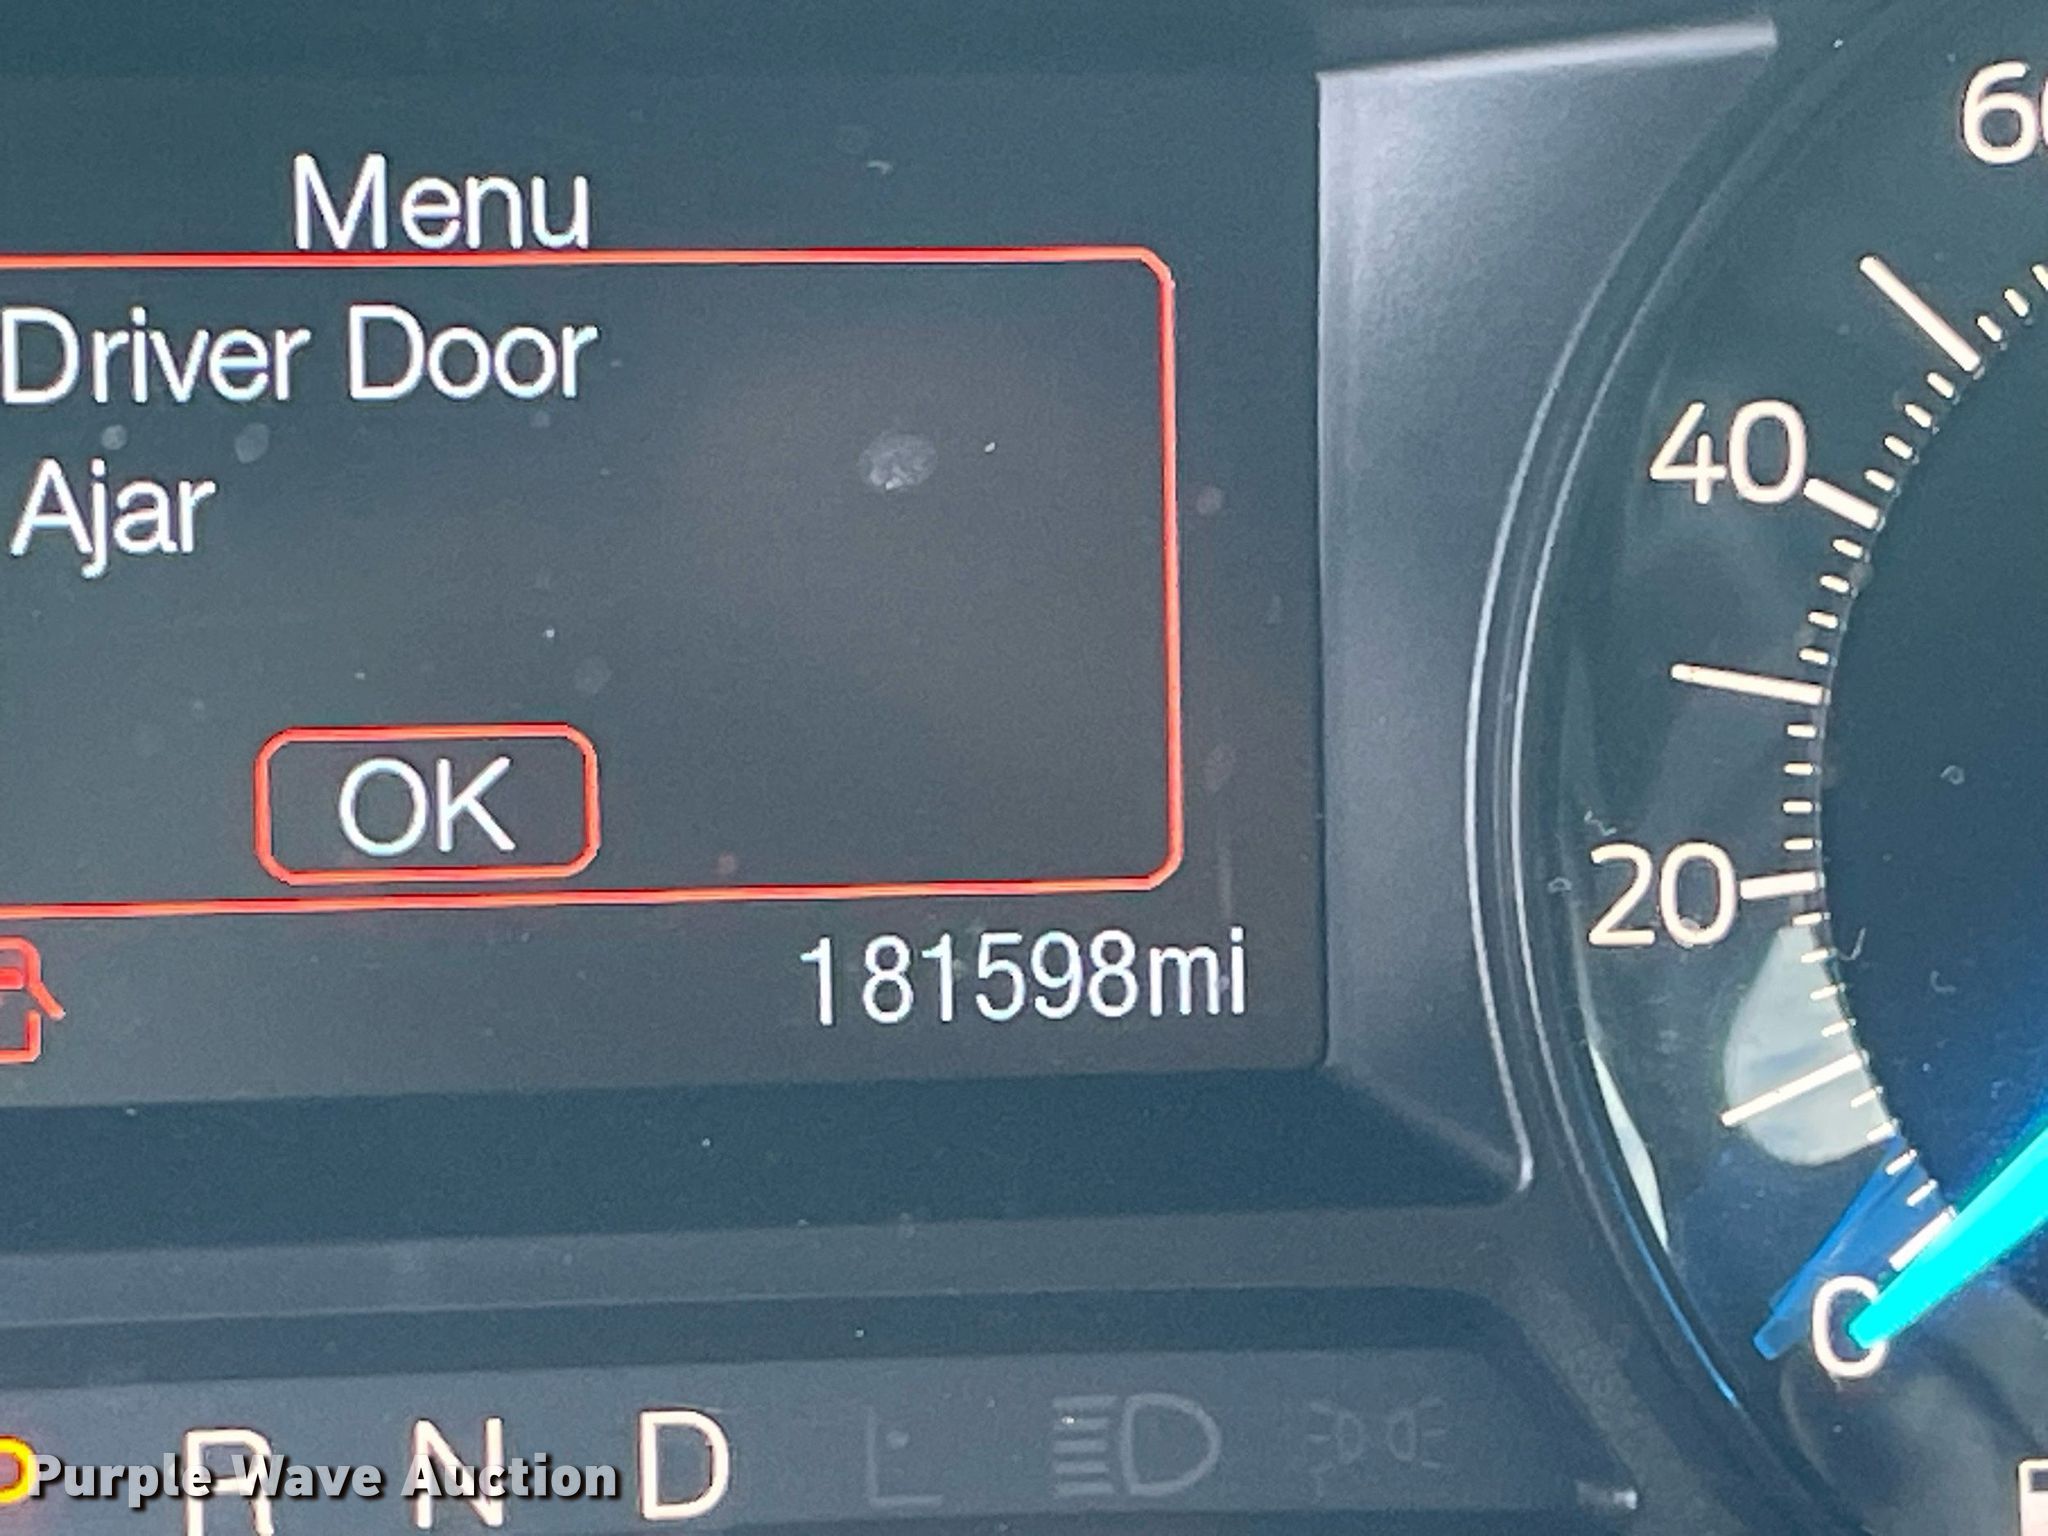 Menu
Driver Door
Ajar
OK
181598mi
40
20
0
P R N D L
Purple Wave Auction